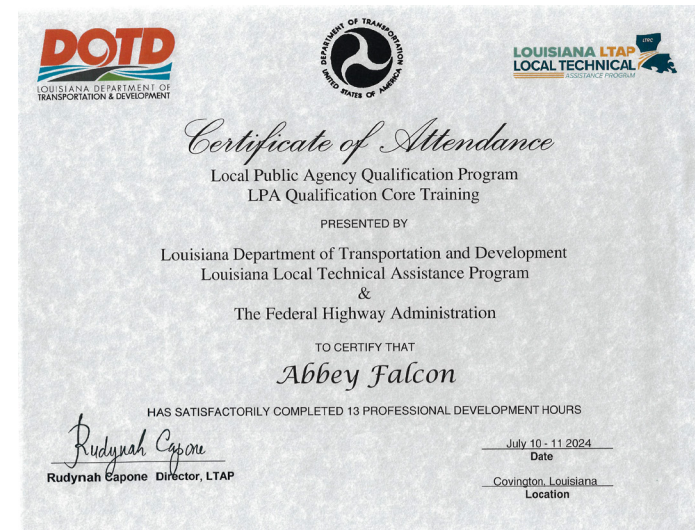 DOTD
LOUISIANA DEPARTMENT OF
TRANSPORTATION & DEVELOPMENT
DEPARTMENT OF TRANSPORTATION
UNITED STATES OF AMERICA
LTRC
LOUISIANA LTAP
LOCAL TECHNICAL
ASSISTANCE PROGRAM
Certificate of Attendance
Local Public Agency Qualification Program
LPA Qualification Core Training
PRESENTED BY
Louisiana Department of Transportation and Development
Louisiana Local Technical Assistance Program
&
The Federal Highway Administration
TO CERTIFY THAT
Abbey Falcon
HAS SATISFACTORILY COMPLETED 13 PROFESSIONAL DEVELOPMENT HOURS
Rudynah Capone
Rudynah Capone Director, LTAP
July 10 - 11 2024
Date
Covington, Louisiana
Location